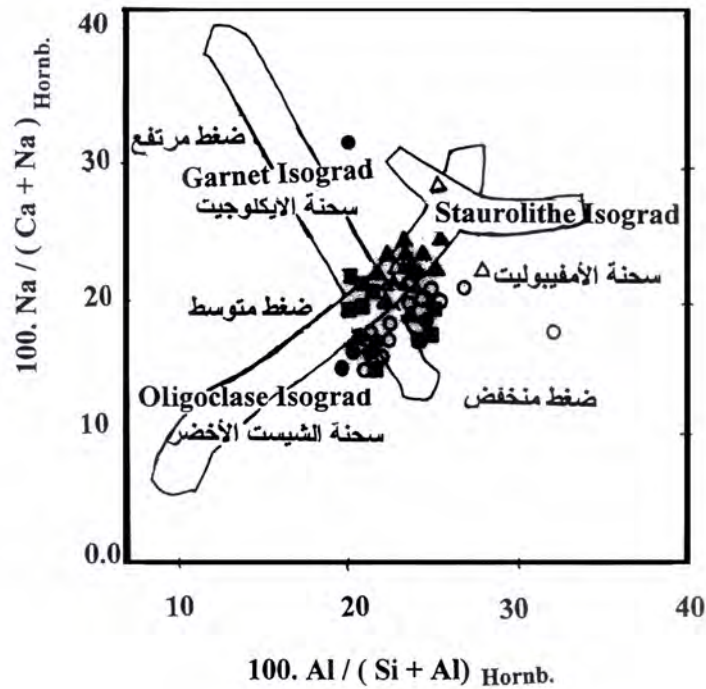 100. Na / ( Ca + Na ) Hornb.
40
30
20
10
0.0
ضغط مرتفع
Garnet Isograd
سحنة الايكلوجيت
Staurolithe Isograd
سحنة الأمفيبوليت
ضغط متوسط
Oligoclase Isograd
سحنة الشيست الأخضر
ضغط منخفض
10
20
30
40
100. Al / ( Si + Al) Hornb.